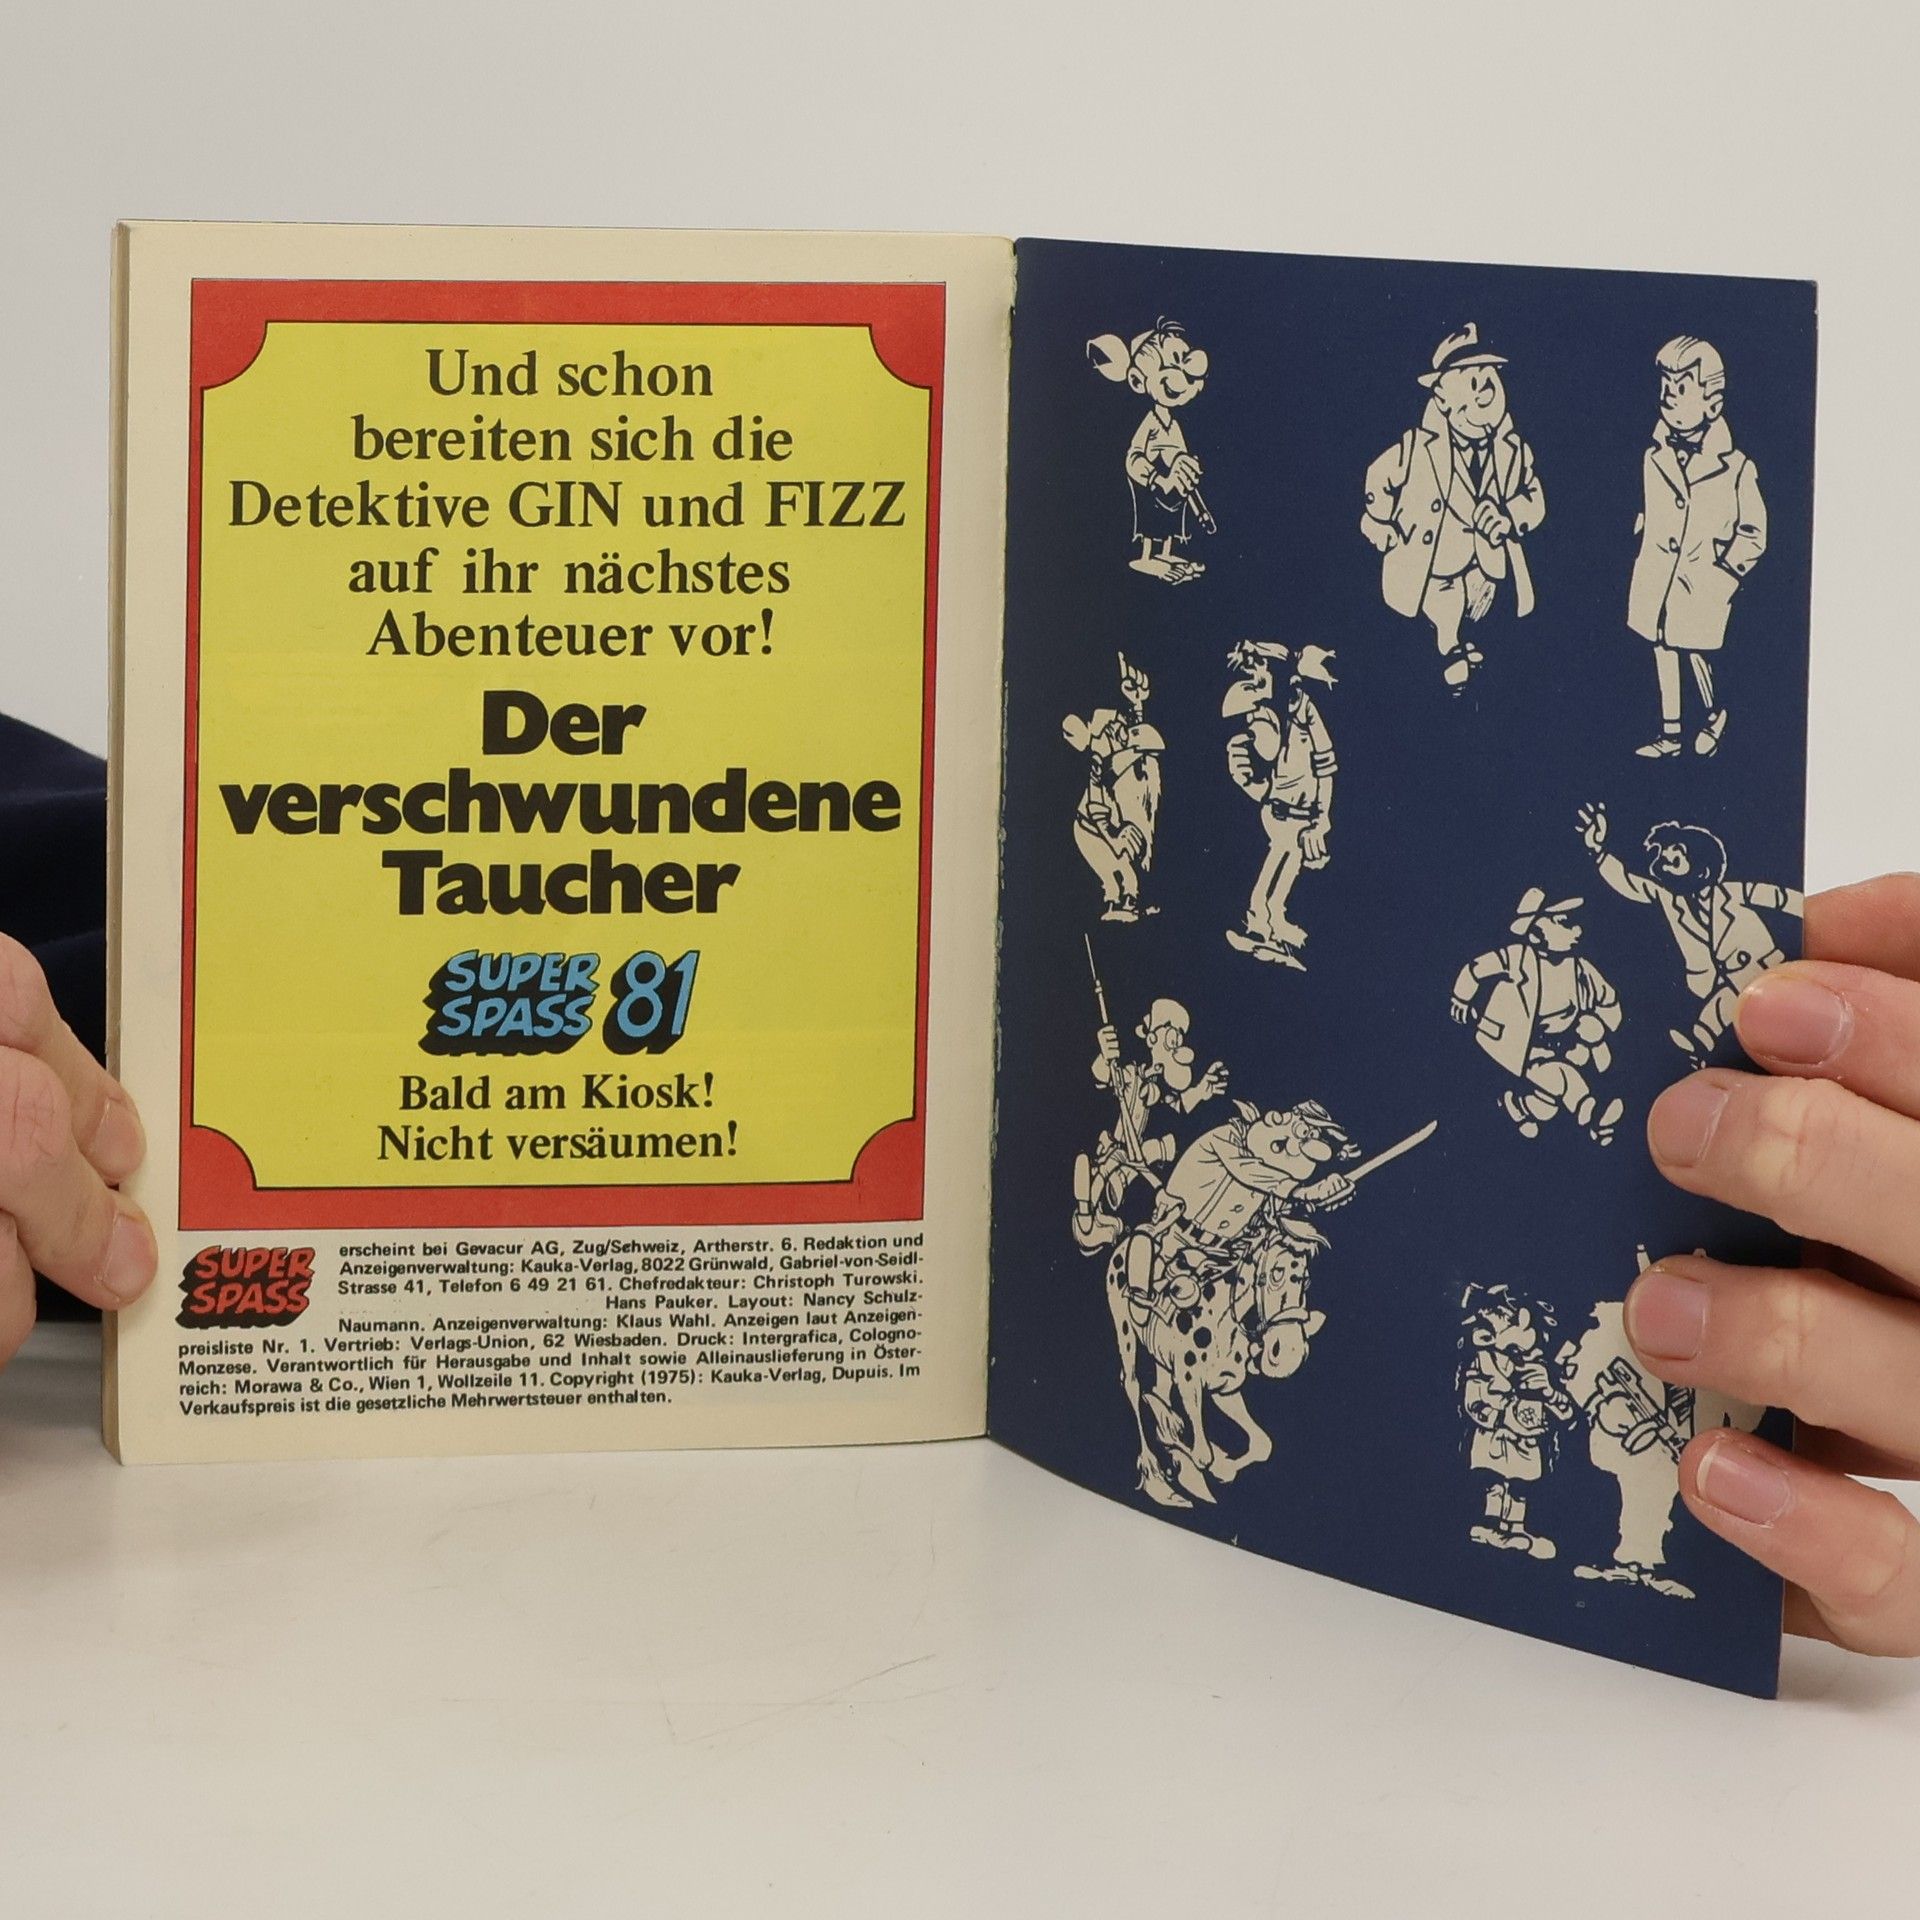 Und schon
bereiten sich die
Detektive GIN und FIZZ
auf ihr nächstes
Abenteuer vor!
Der
verschwundene
Taucher
SUPER
SPASS 81
Bald am Kiosk!
Nicht versäumen!
SUPER
SPASS
erscheint bei Gevacur AG, Zug/Schweiz, Artherstr. 6. Redaktion und
Anzeigenverwaltung: Kauka-Verlag, 8022 Grünwald, Gabriel-von-Seidl-
Strasse 41, Telefon 6 49 21 61. Chefredakteur: Christoph Turowski.
Hans Pauker. Layout: Nancy Schulz-
Naumann. Anzeigenverwaltung: Klaus Wahl. Anzeigen laut Anzeigen-
preisliste Nr. 1. Vertrieb: Verlags-Union, 62 Wiesbaden. Druck: Intergrafica, Cologno-
Monzese. Verantwortlich für Herausgabe und Inhalt sowie Alleinauslieferung in Öster-
reich: Morawa & Co., Wien 1, Wollzeile 11. Copyright (1975): Kauka-Verlag, Dupuis. Im
Verkaufspreis ist die gesetzliche Mehrwertsteuer enthalten.